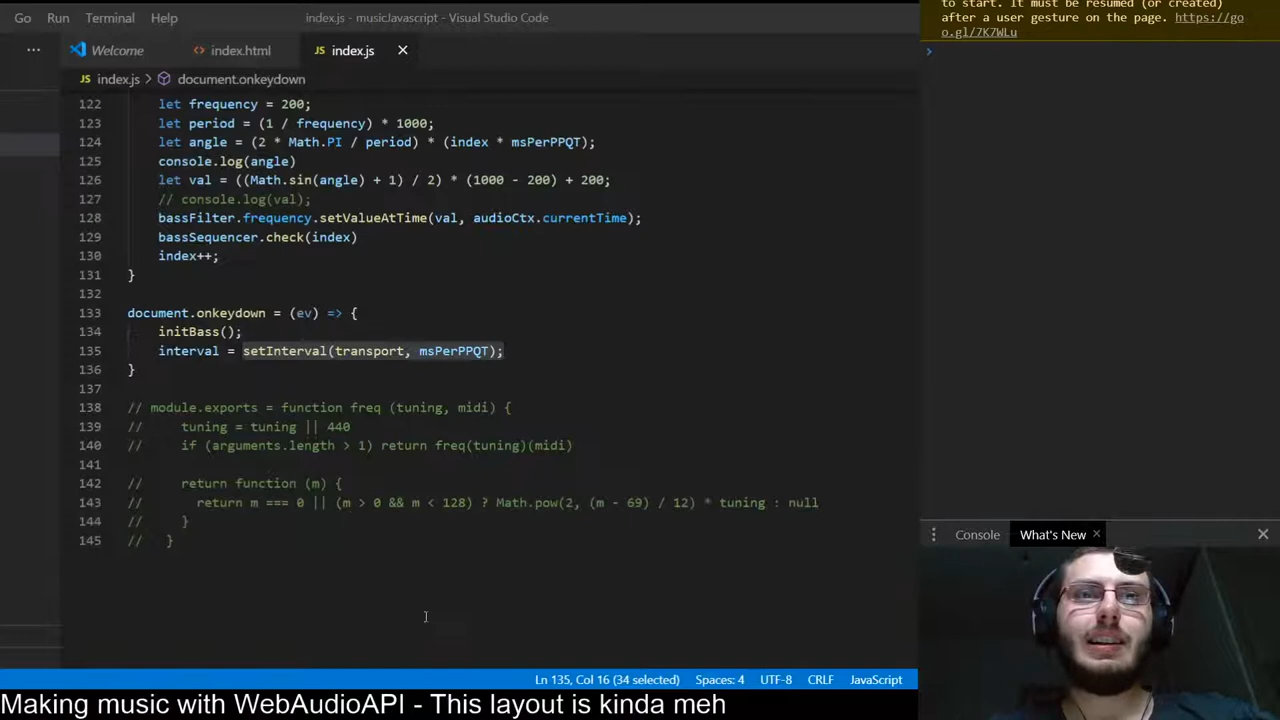 Go Run Terminal Help index.js - musicJavascript - Visual Studio Code
to start. It must be resumed (or created)
after a user gesture on the page. https://go
o.gl/7K7WLu
Welcome index.html JS index.js
JS index.js > document.onkeydown
122 let frequency = 200;
123 let period = (1 / frequency) * 1000;
124 let angle = (2 * Math.PI / period) * (index * msPerPPQT);
125 console.log(angle)
126 let val = ((Math.sin(angle) + 1) / 2) * (1000 - 200) + 200;
127 // console.log(val);
128 bassFilter.frequency.setValueAtTime(val, audioCtx.currentTime);
129 bassSequencer.check(index)
130 index++;
131 }
132
133 document.onkeydown = (ev) => {
134 initBass();
135 interval = setInterval(transport, msPerPPQT);
136 }
137
138 // module.exports = function freq (tuning, midi) {
139 // tuning = tuning || 440
140 // if (arguments.length > 1) return freq(tuning)(midi)
141
142 // return function (m) {
143 // return m === 0 || (m > 0 && m < 128) ? Math.pow(2, (m - 69) / 12) * tuning : null
144 // }
145 // }
Console What's New
Ln 135, Col 16 (34 selected) Spaces: 4 UTF-8 CRLF JavaScript
Making music with WebAudioAPI - This layout is kinda meh